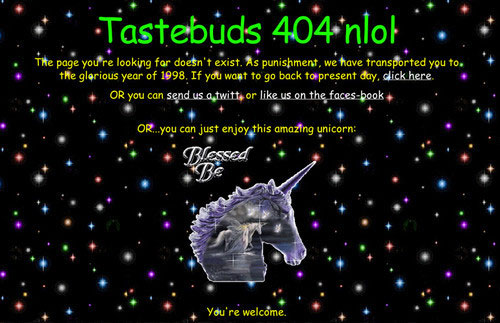 Tastebuds 404 nlol
The page you're looking for doesn't exist. As punishment, we have transported you to
the glorious year of 1998. If you want to go back to present day, click here.
OR you can send us a twitt, or like us on the faces-book
OR...you can just enjoy this amazing unicorn:
Blessed
Be
You're welcome.